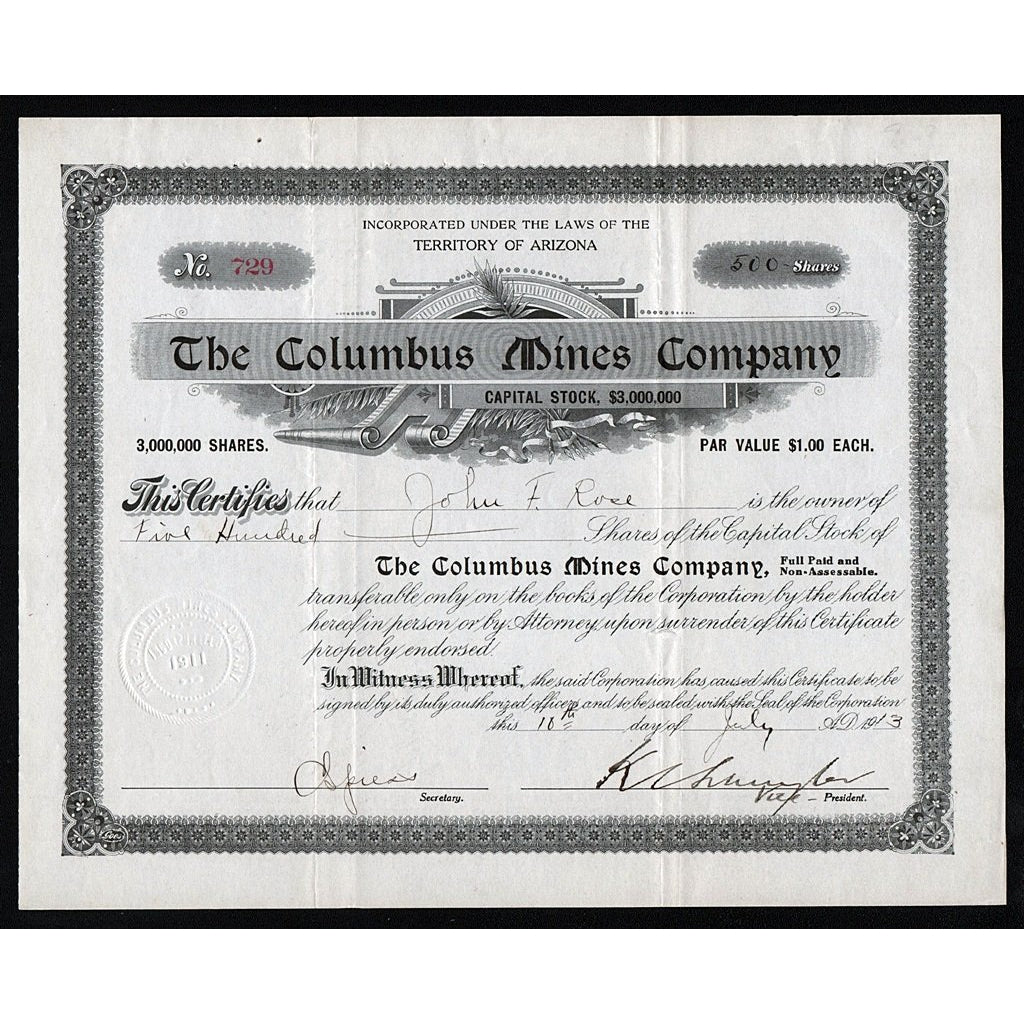 INCORPORATED UNDER THE LAWS OF THE
TERRITORY OF ARIZONA
No. 729
500 Shares
The Columbus Mines Company
CAPITAL STOCK, $3,000,000
3,000,000 SHARES.
PAR VALUE $1.00 EACH.
This Certifies that John F. Rose is the owner of
Five Hundred Shares of the Capital Stock of
The Columbus Mines Company, Full Paid and Non-Assessable.
transferable only on the books of the Corporation by the holder
hereof in person or by Attorney upon surrender of this Certificate
properly endorsed.
In Witness Whereof, the said Corporation has caused this Certificate to be
signed by its duly authorized officers and to be sealed with the Seal of the Corporation
this 10th day of July A.D. 1913
THE COLUMBUS MINES COMPANY
1911
Secretary.
Vice - President.